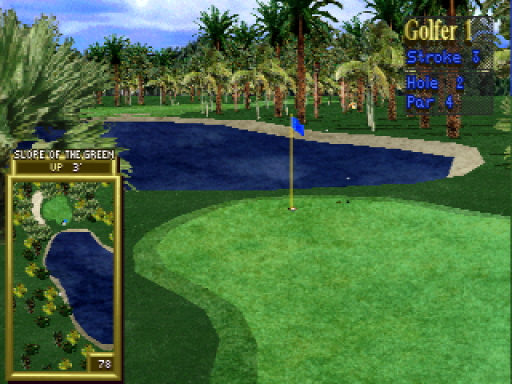 Golfer 1
Stroke 3
Hole 2
Par 4
SLOPE OF THE GREEN
UP 3'
78